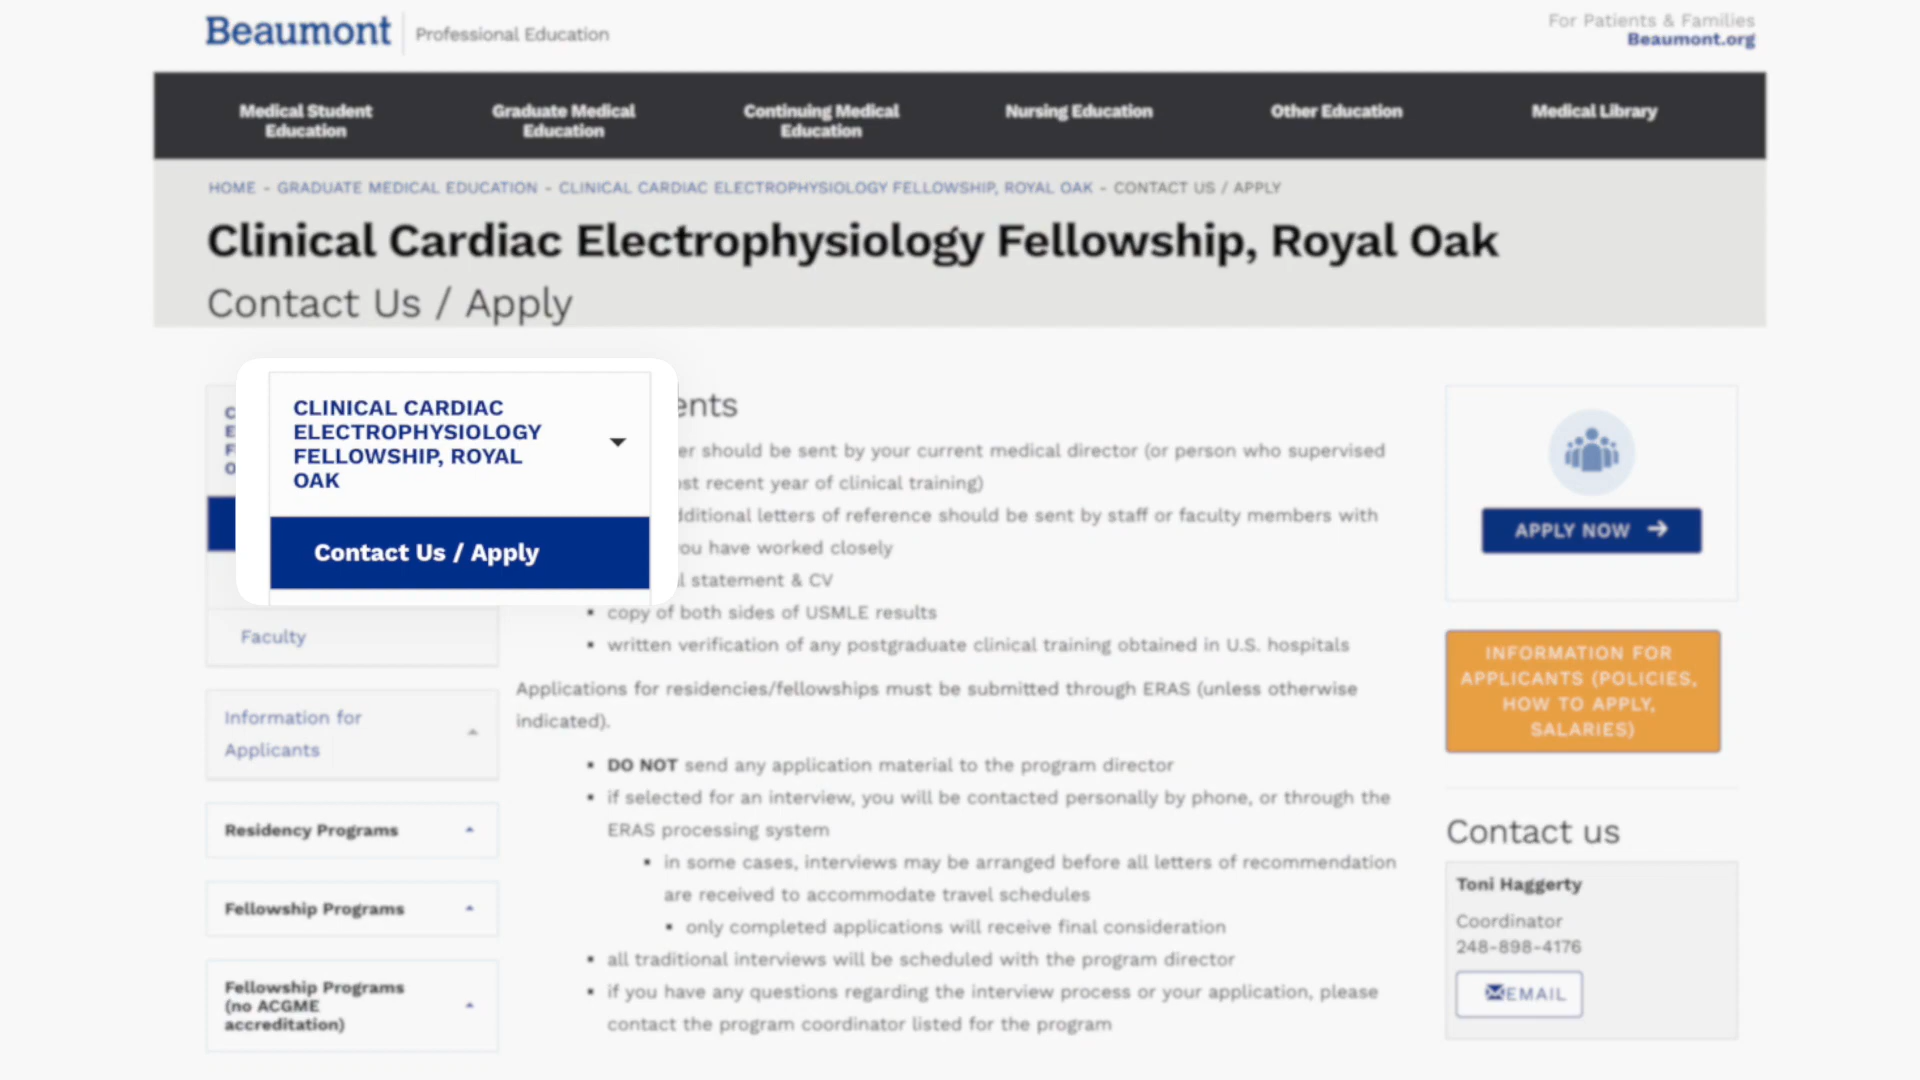 Beaumont
Professional Education
For Patients & Families
Beaumont.org
Medical Student
Education
Graduate Medical
Education
Continuing Medical
Education
Nursing Education
Other Education
Medical Library
HOME - GRADUATE MEDICAL EDUCATION - CLINICAL CARDIAC ELECTROPHYSIOLOGY FELLOWSHIP, ROYAL OAK - CONTACT US / APPLY
Clinical Cardiac Electrophysiology Fellowship, Royal Oak
Contact Us / Apply
CLINICAL CARDIAC
ELECTROPHYSIOLOGY
FELLOWSHIP, ROYAL
OAK
Contact Us / Apply
Faculty
Information for
Applicants
Residency Programs
Fellowship Programs
Fellowship Programs
(no ACGME
accreditation)
should be sent by your current medical director (or person who supervised
recent year of clinical training)
letters of reference should be sent by staff or faculty members with
you have worked closely
statement & CV
▪ copy of both sides of USMLE results
▪ written verification of any postgraduate clinical training obtained in U.S. hospitals
Applications for residencies/fellowships must be submitted through ERAS (unless otherwise
indicated).
▪ DO NOT send any application material to the program director
▪ if selected for an interview, you will be contacted personally by phone, or through the
ERAS processing system
▪ in some cases, interviews may be arranged before all letters of recommendation
are received to accommodate travel schedules
▪ only completed applications will receive final consideration
▪ all traditional interviews will be scheduled with the program director
▪ if you have any questions regarding the interview process or your application, please
contact the program coordinator listed for the program
APPLY NOW
INFORMATION FOR
APPLICANTS (POLICIES,
HOW TO APPLY,
SALARIES)
Contact us
Toni Haggerty
Coordinator
248-898-4176
EMAIL